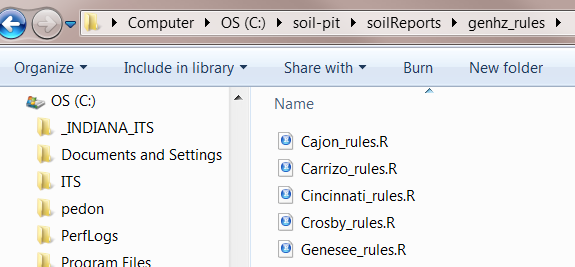 Computer OS (C:) soil-pit soilReports genhz_rules
Organize Include in library Share with Burn New folder
OS (C:)
_INDIANA_ITS
Documents and Settings
ITS
pedon
PerfLogs
Program Files
Name
Cajon_rules.R
Carrizo_rules.R
Cincinnati_rules.R
Crosby_rules.R
Genesee_rules.R